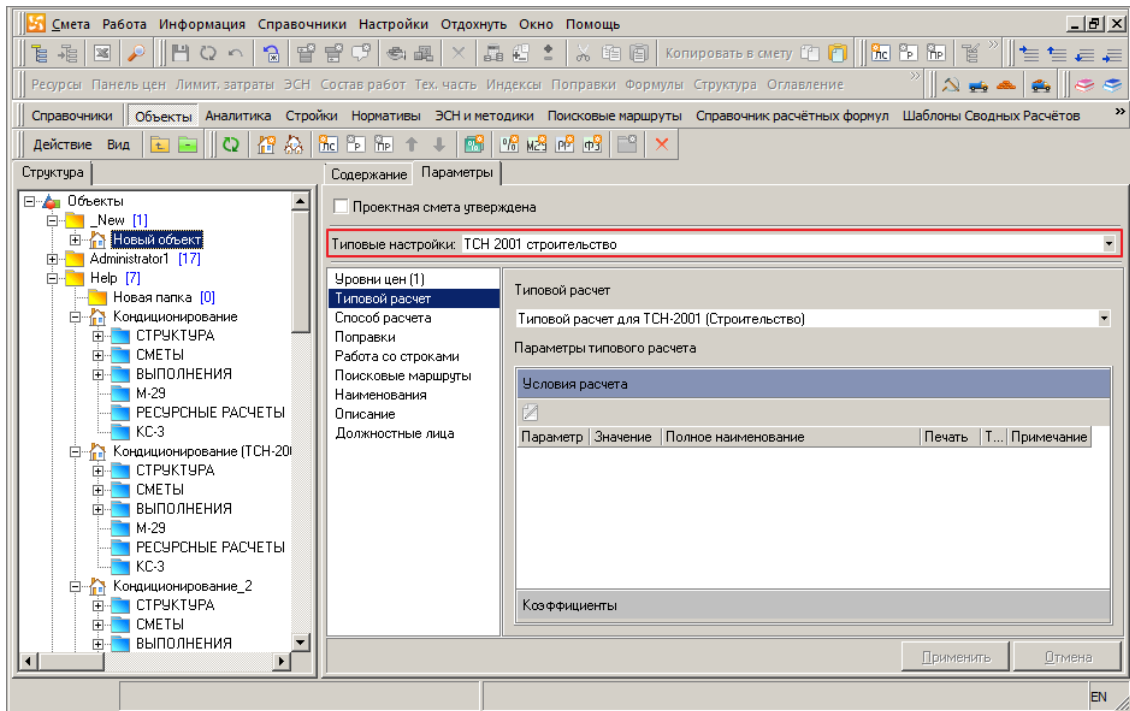 Смета Работа Информация Справочники Настройки Отдохнуть Окно Помощь
Копировать в смету
Ресурсы Панель цен Лимит. затраты ЭСН Состав работ Тех. часть Индексы Поправки Формулы Структура Оглавление
Справочники Объекты Аналитика Стройки Нормативы ЭСН и методики Поисковые маршруты Справочник расчётных формул Шаблоны Сводных Расчётов
Действие Вид
Структура
Содержание Параметры
Объекты
_New [1]
Новый объект
Administrator1 [17]
Help [7]
Новая папка [0]
Кондиционирование
СТРУКТУРА
СМЕТЫ
ВЫПОЛНЕНИЯ
М-29
РЕСУРСНЫЕ РАСЧЕТЫ
КС-3
Кондиционирование (ТСН-200
СТРУКТУРА
СМЕТЫ
ВЫПОЛНЕНИЯ
М-29
РЕСУРСНЫЕ РАСЧЕТЫ
КС-3
Кондиционирование_2
СТРУКТУРА
СМЕТЫ
ВЫПОЛНЕНИЯ
Проектная смета утверждена
Типовые настройки: ТСН 2001 строительство
Уровни цен (1)
Типовой расчет
Способ расчета
Поправки
Работа со строками
Поисковые маршруты
Наименования
Описание
Должностные лица
Типовой расчет
Типовой расчет для ТСН-2001 (Строительство)
Параметры типового расчета
Условия расчета
Параметр Значение Полное наименование Печать Т... Примечание
Коэффициенты
Применить Отмена
EN